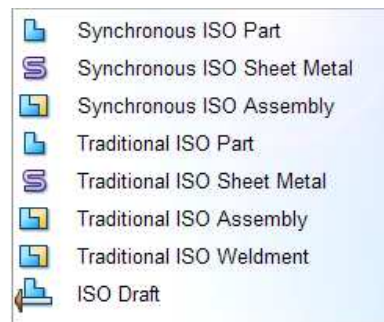 Synchronous ISO Part
Synchronous ISO Sheet Metal
Synchronous ISO Assembly
Traditional ISO Part
Traditional ISO Sheet Metal
Traditional ISO Assembly
Traditional ISO Weldment
ISO Draft